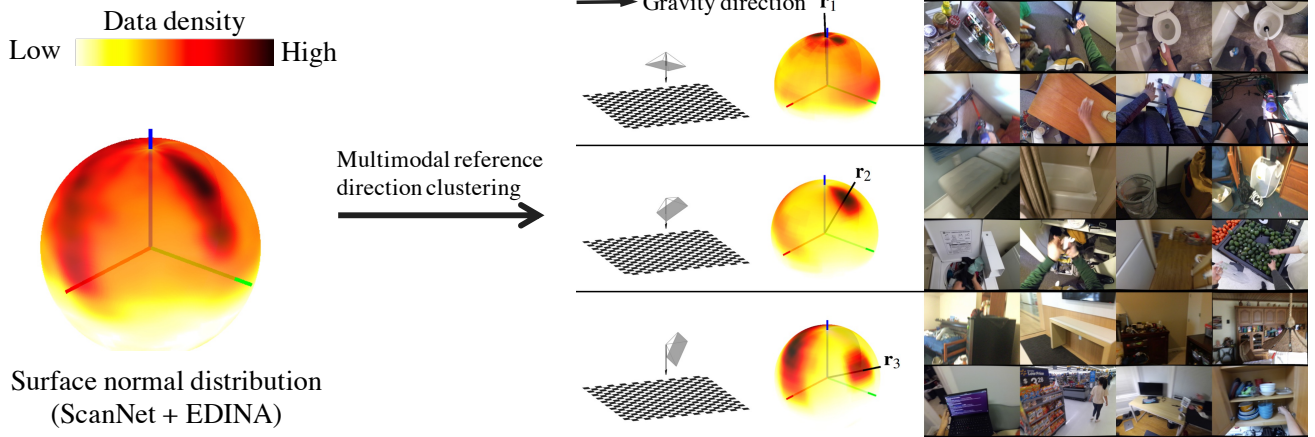 Data density
Low
High
Multimodal reference
direction clustering
Surface normal distribution
(ScanNet + EDINA)
Gravity direction
r1
r2
r3